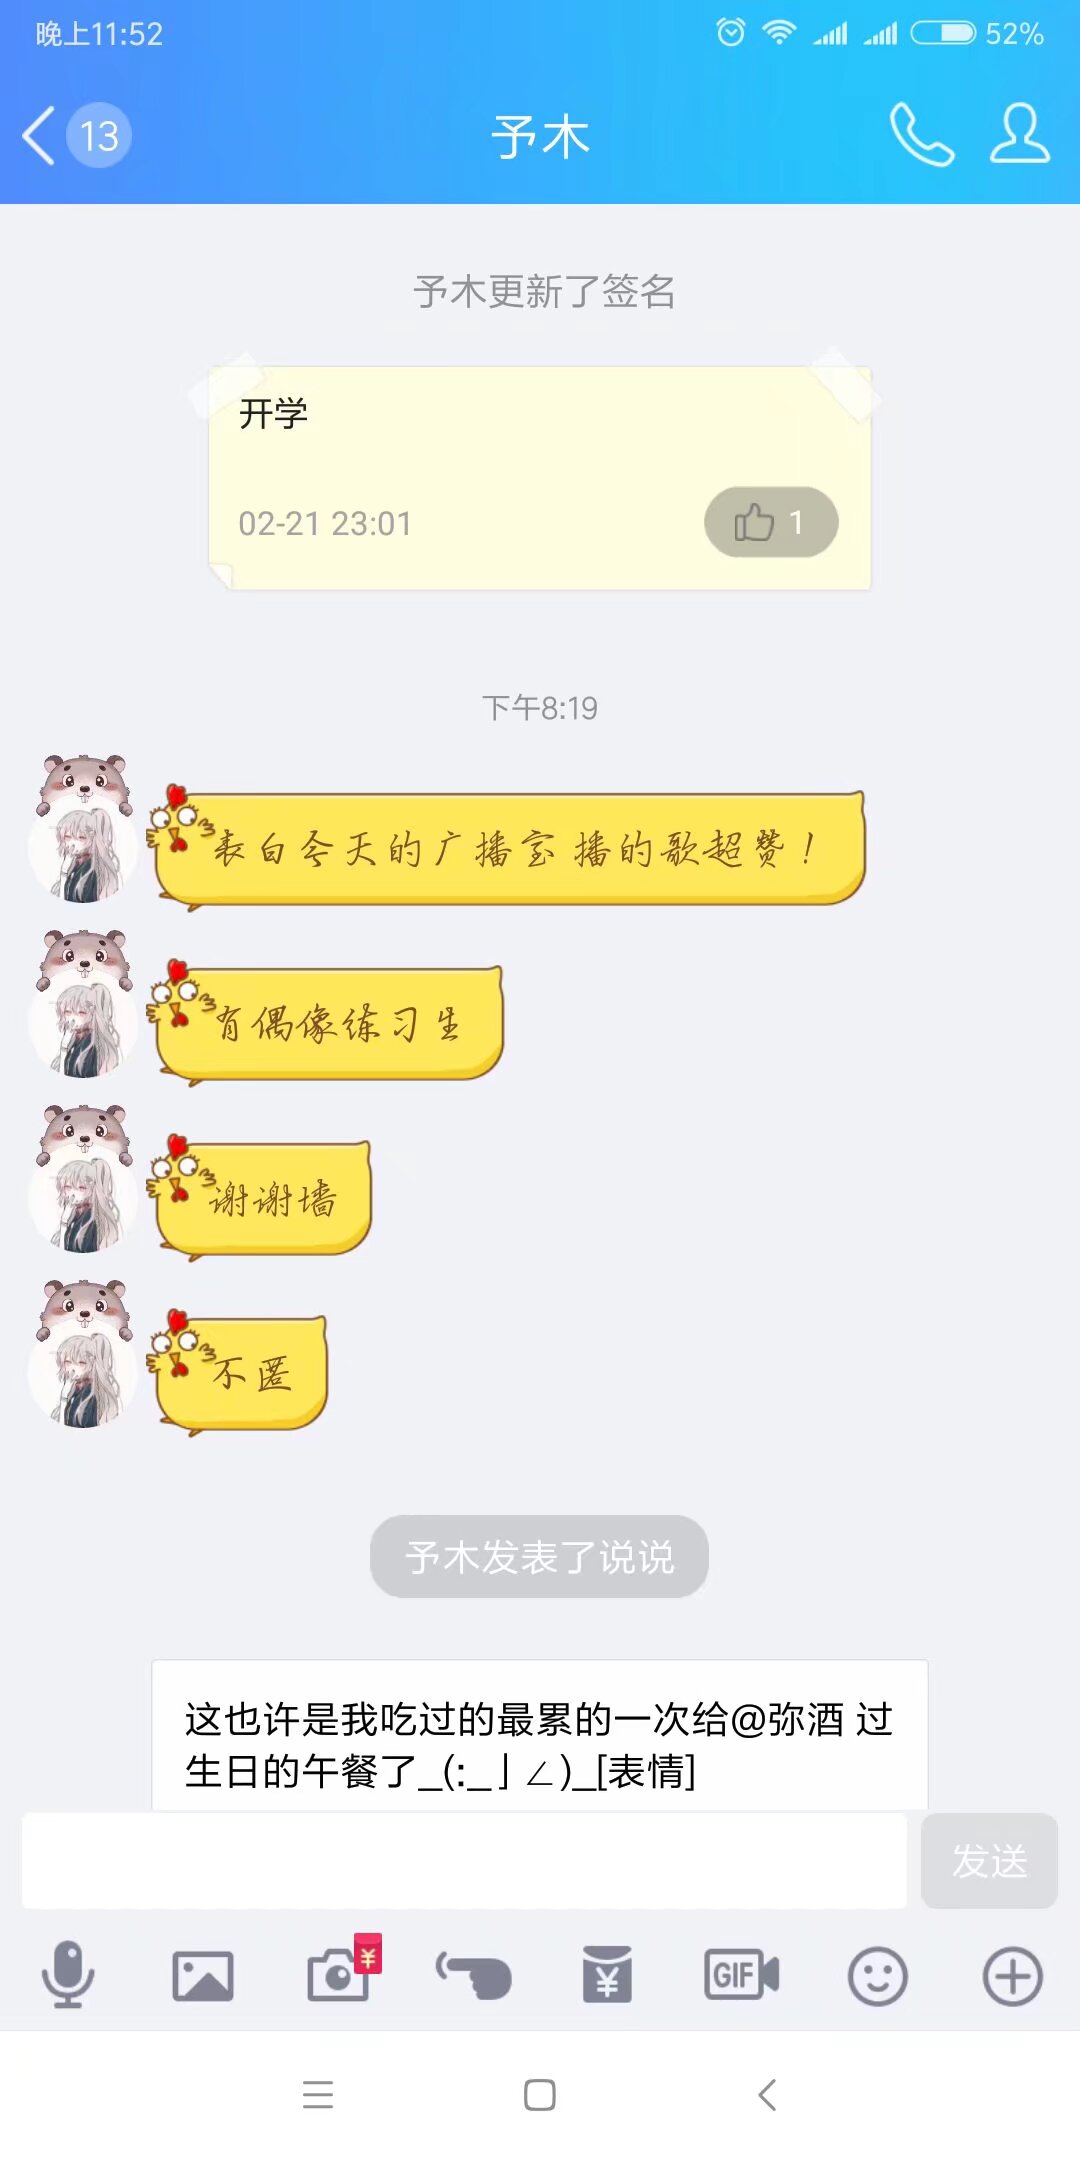 晚上11:52
52%
13
予木
予木更新了签名
开学
02-21 23:01
1
下午8:19
表白今天的广播室 播的歌超赞！
有偶像练习生
谢谢墙
不匿
予木发表了说说
这也许是我吃过的最累的一次给@弥酒 过
生日的午餐了_(:_」∠)_[表情]
发送
¥
¥
GIF